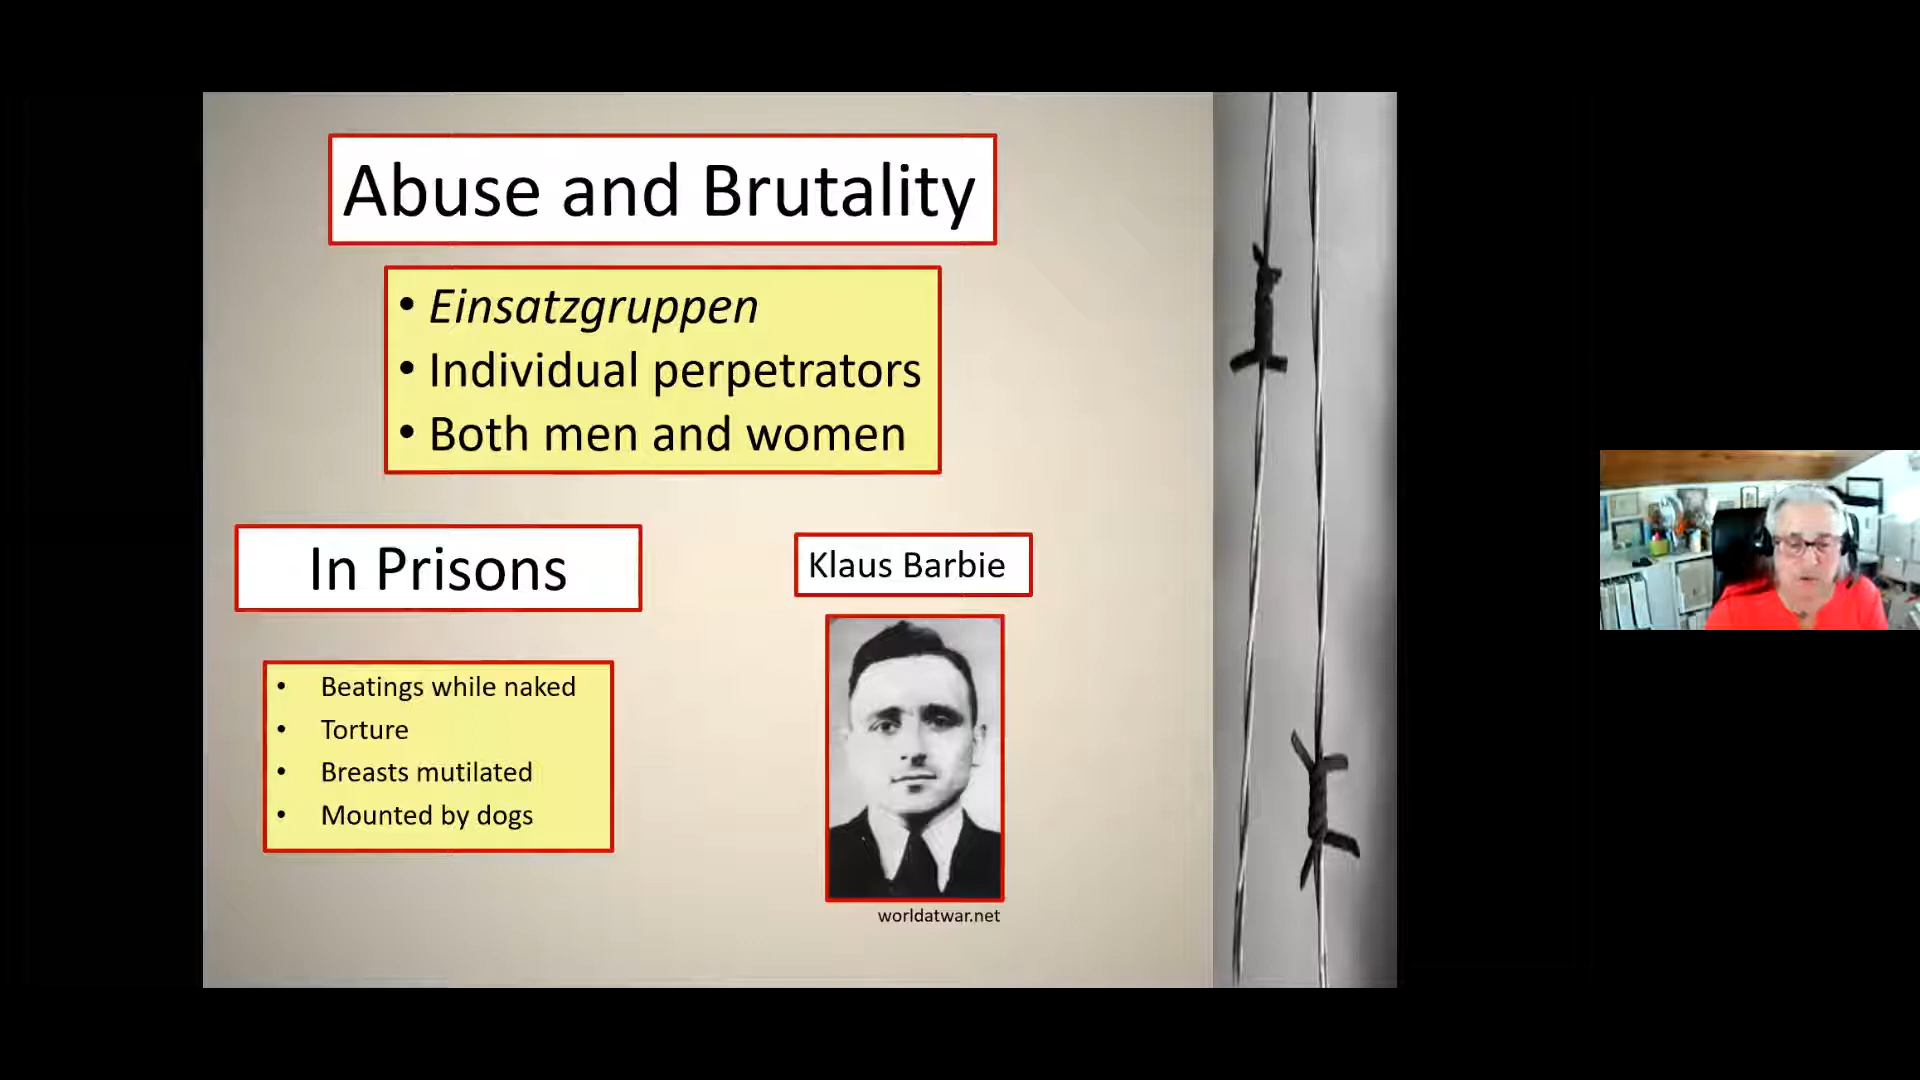 Abuse and Brutality
• Einsatzgruppen
• Individual perpetrators
• Both men and women
In Prisons
• Beatings while naked
• Torture
• Breasts mutilated
• Mounted by dogs
Klaus Barbie
worldatwar.net